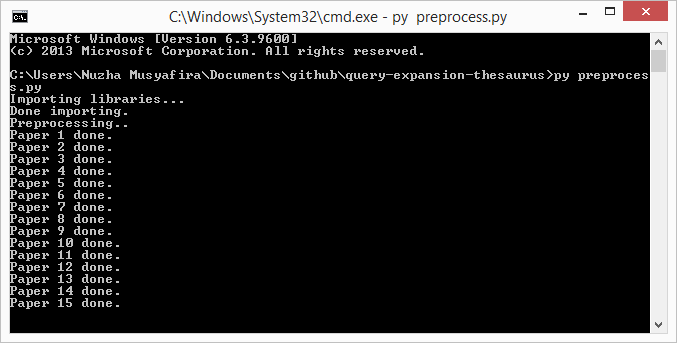 C:\Windows\System32\cmd.exe - py  preprocess.py
Microsoft Windows [Version 6.3.9600]
(c) 2013 Microsoft Corporation. All rights reserved.
C:\Users\Nuzha Musyafira\Documents\github\query-expansion-thesaurus>py preproces
s.py
Importing libraries...
Done importing.
Preprocessing..
Paper 1 done.
Paper 2 done.
Paper 3 done.
Paper 4 done.
Paper 5 done.
Paper 6 done.
Paper 7 done.
Paper 8 done.
Paper 9 done.
Paper 10 done.
Paper 11 done.
Paper 12 done.
Paper 13 done.
Paper 14 done.
Paper 15 done.